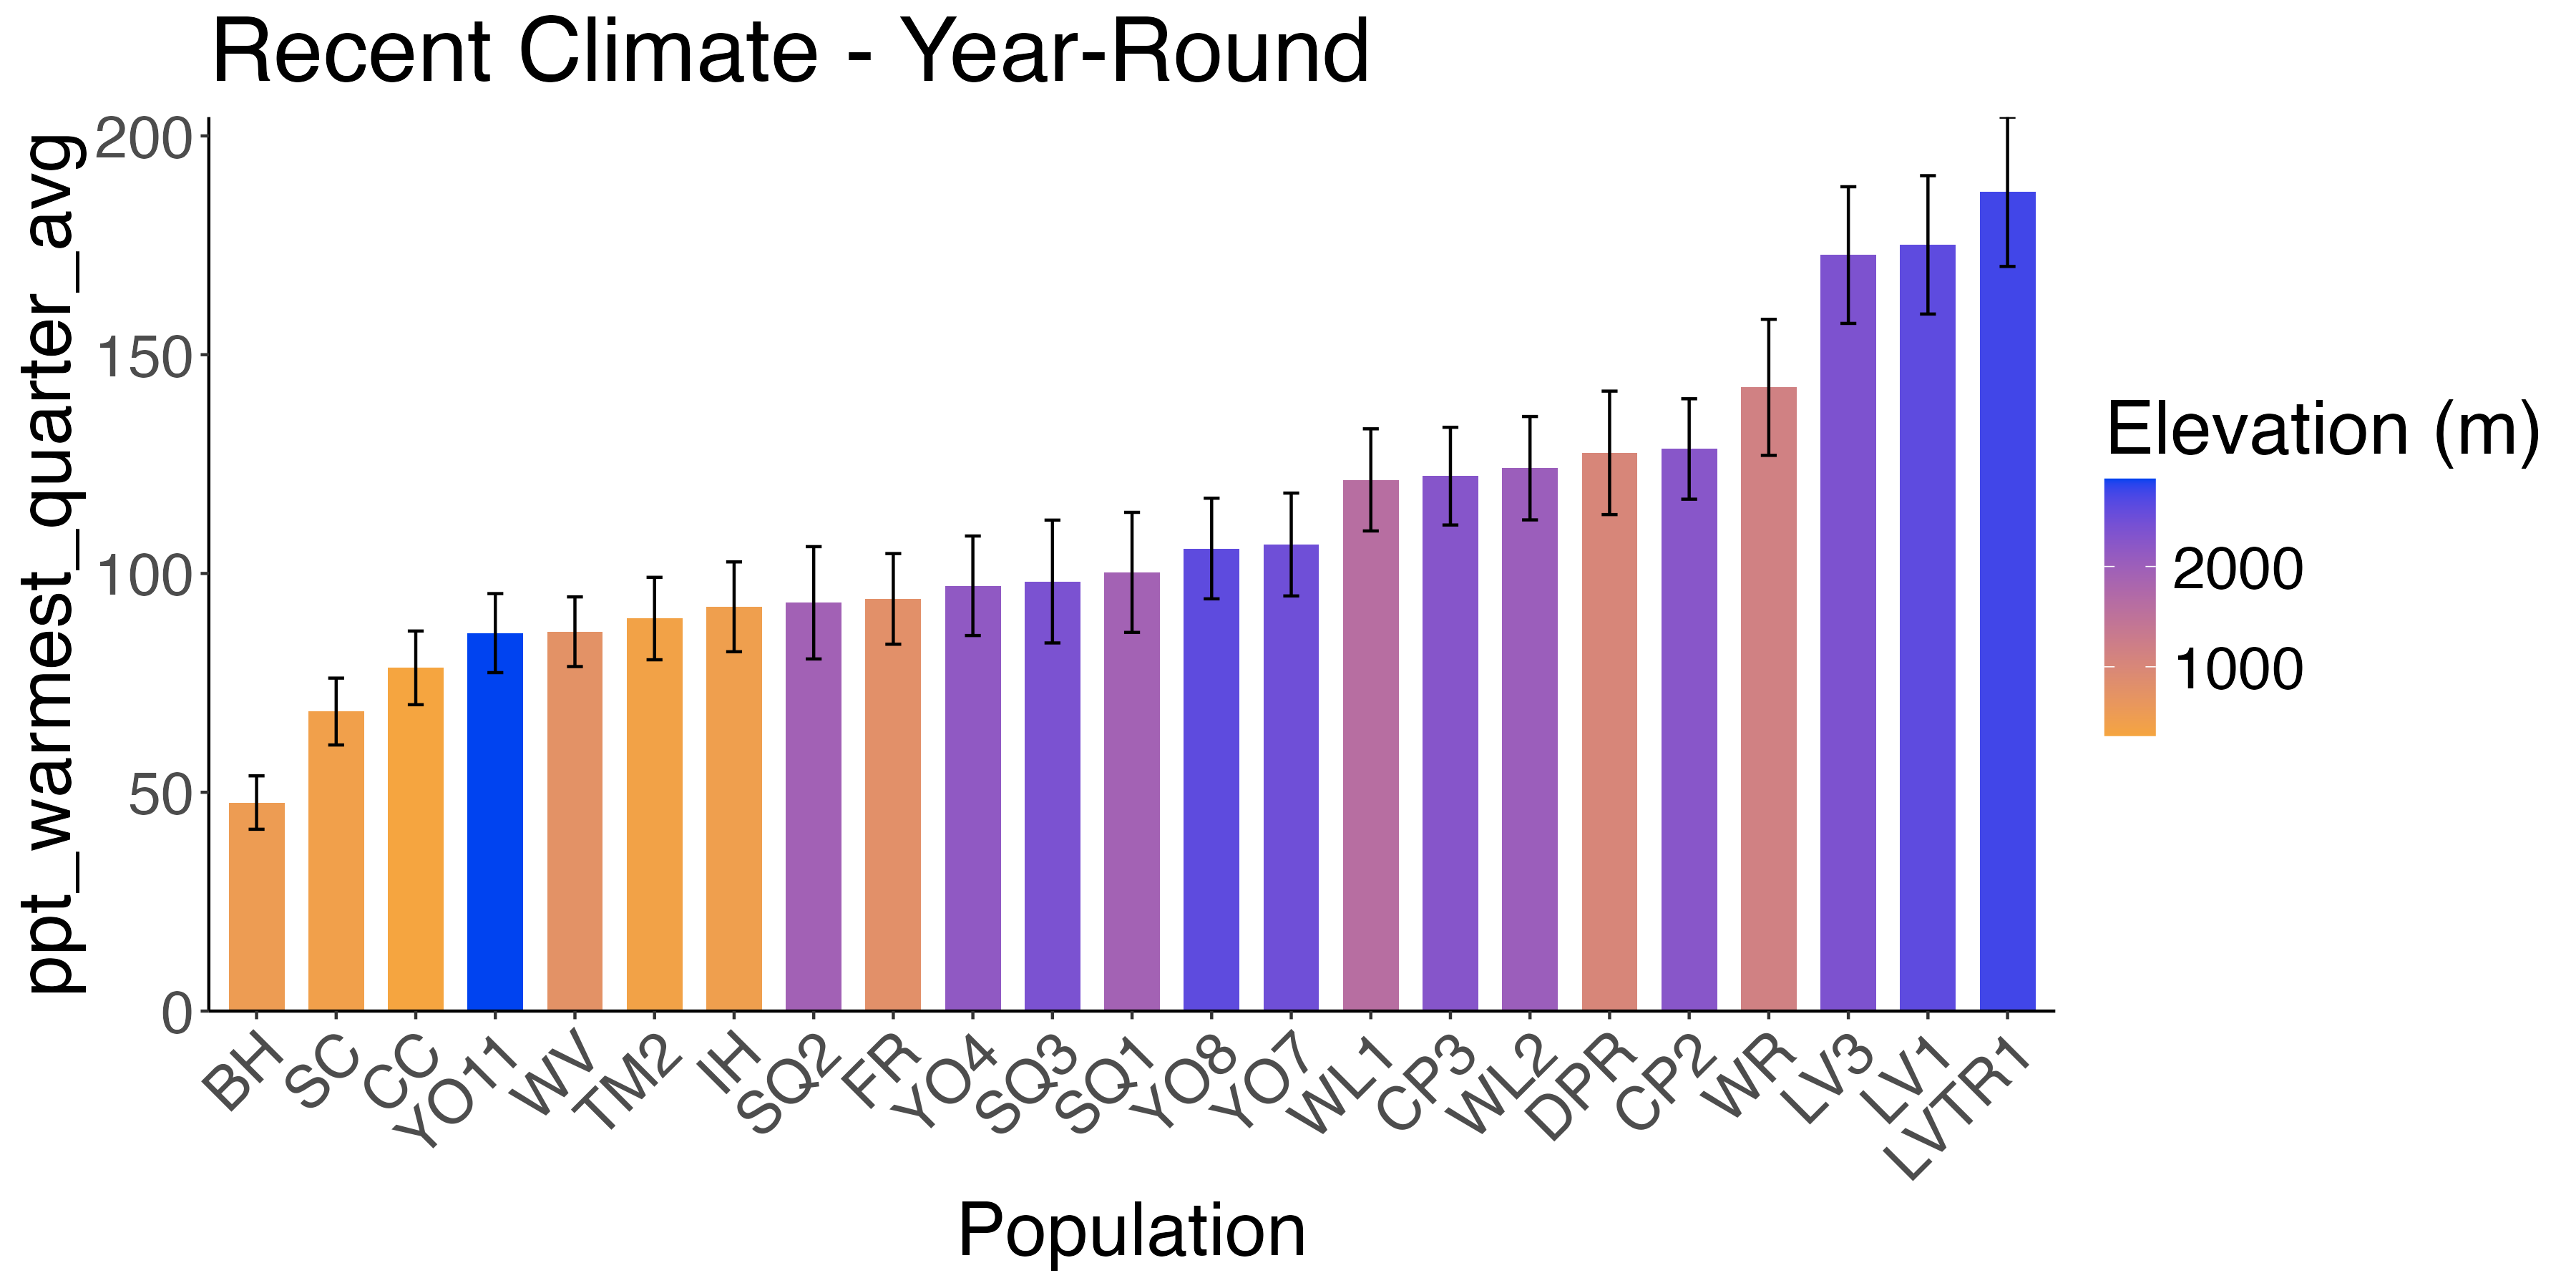 Recent Climate - Year-Round
ppt_warmest_quarter_avg
200
150
100
50
0
BH
SC
CC
YO11
WV
TM2
IH
SQ2
FR
YO4
SQ3
SQ1
YO8
YO7
WL1
CP3
WL2
DPR
CP2
WR
LV3
LV1
LVTR1
Population
Elevation (m)
2000
1000